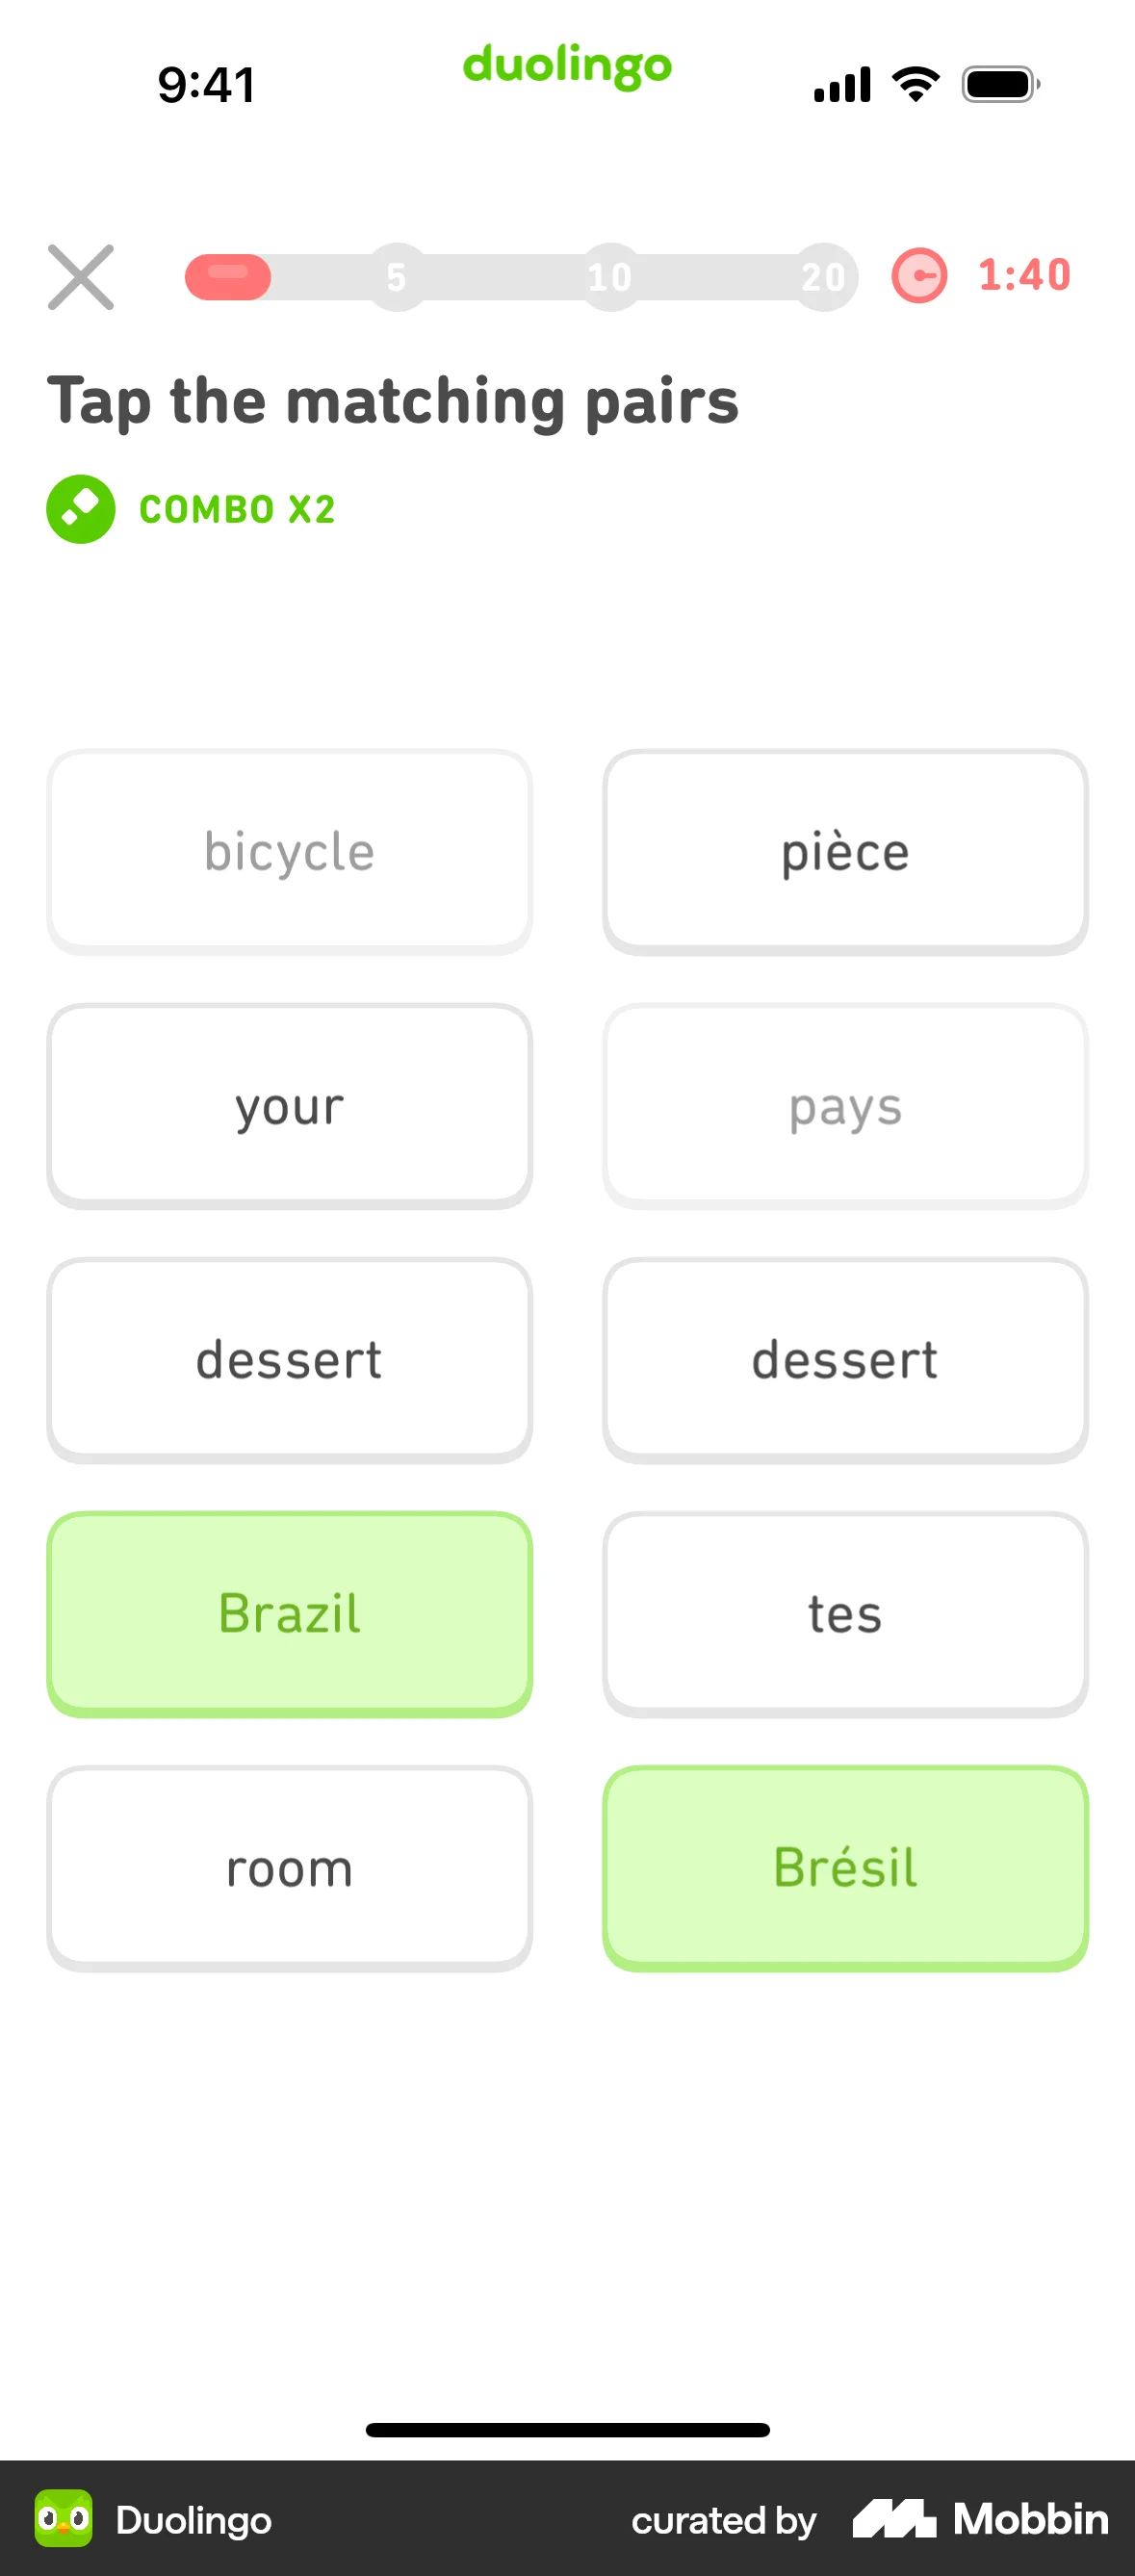 9:41
duolingo
5 10 20 1:40
Tap the matching pairs
COMBO X2
bicycle pièce
your pays
dessert dessert
Brazil tes
room Brésil
Duolingo curated by Mobbin